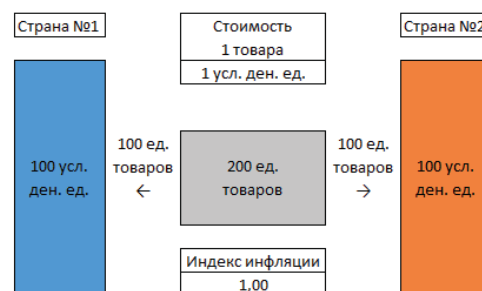 Страна №1
Стоимость
1 товара
1 усл. ден. ед.
Страна №2
100 усл.
ден. ед.
100 ед.
товаров
←
200 ед.
товаров
100 ед.
товаров
→
100 усл.
ден. ед.
Индекс инфляции
1,00